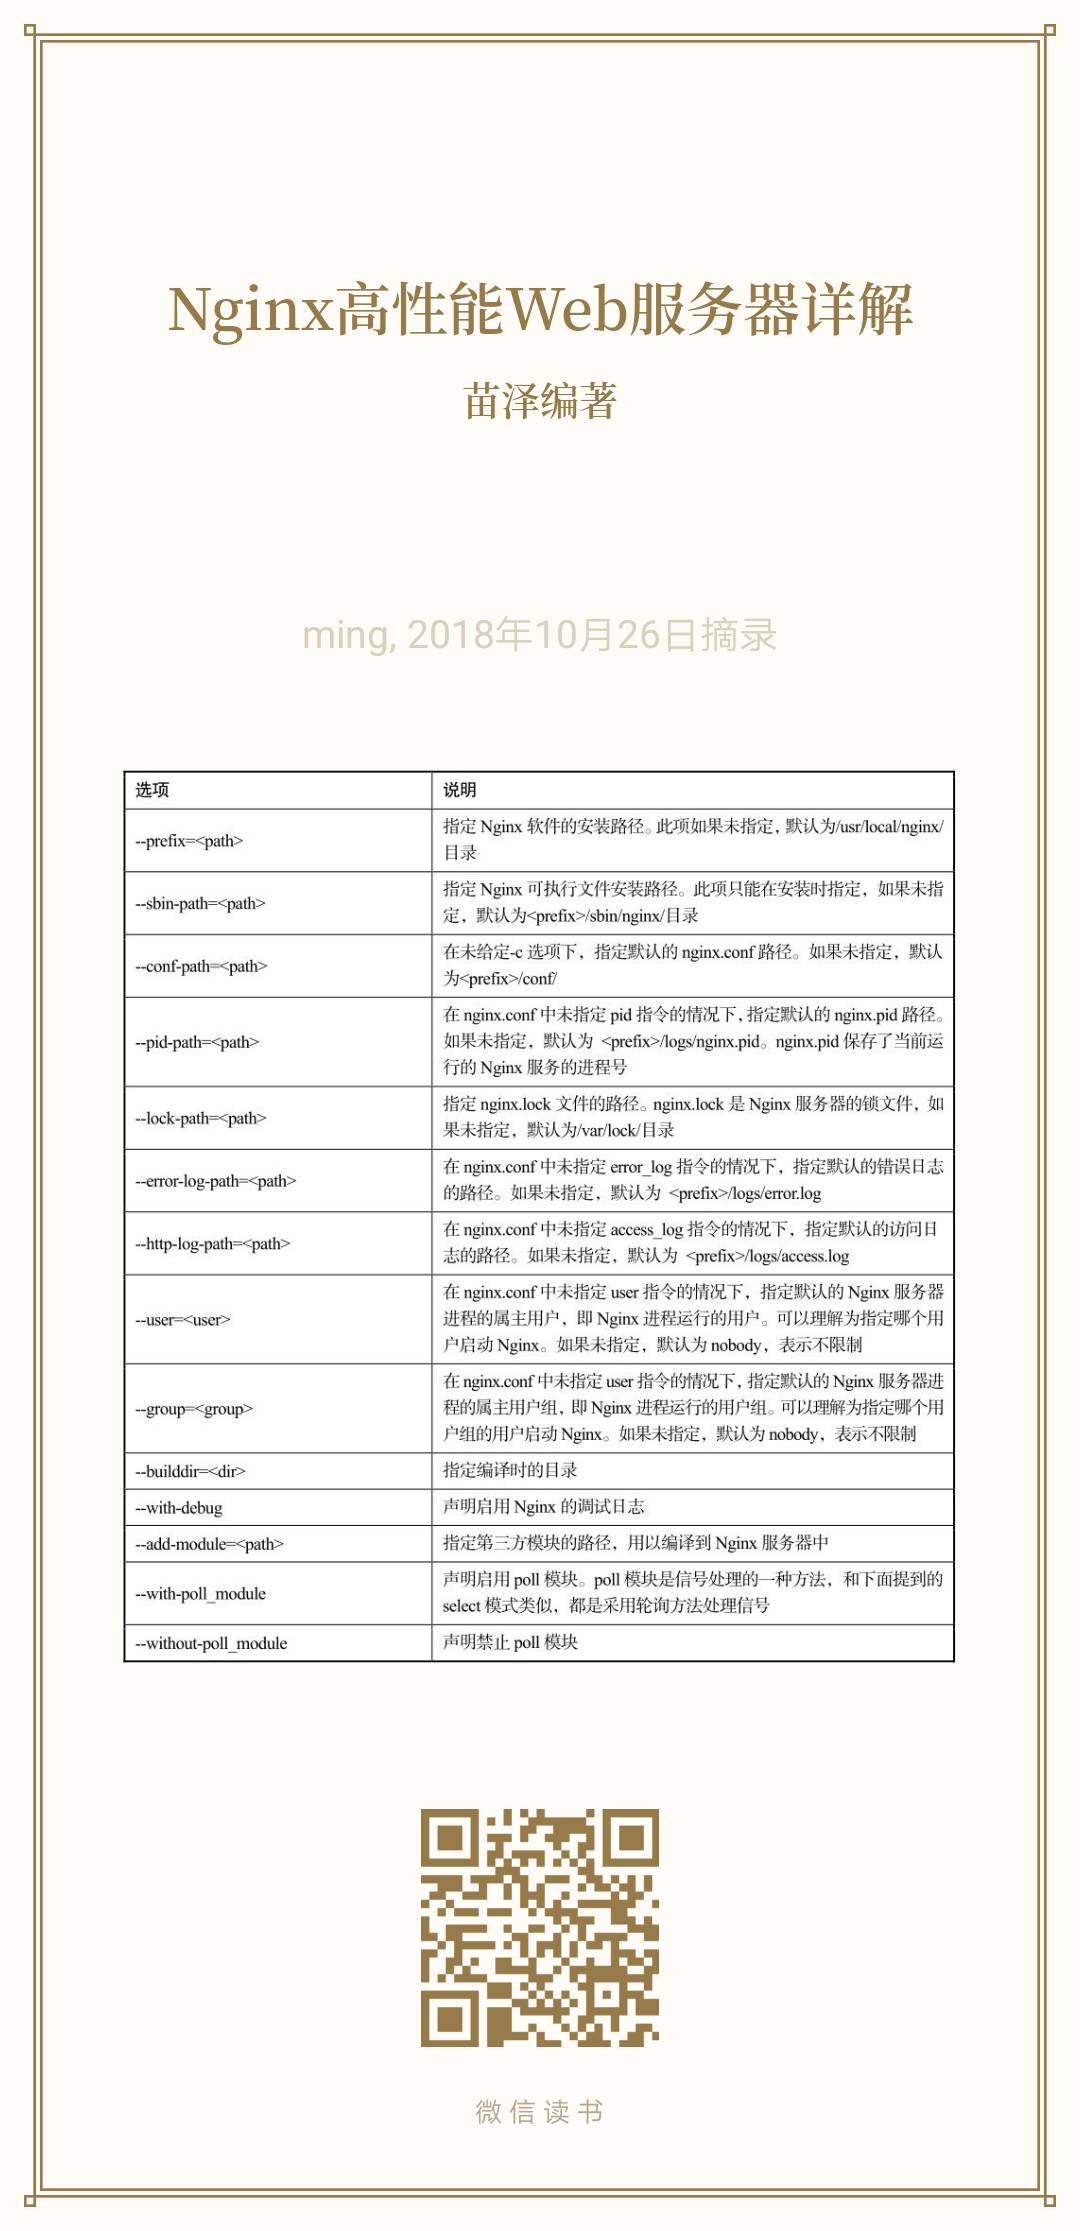 Nginx高性能Web服务器详解
苗泽编著
ming, 2018年10月26日摘录
选项 说明
--prefix=<path> 指定 Nginx 软件的安装路径。此项如果未指定，默认为/usr/local/nginx/
目录
--sbin-path=<path> 指定 Nginx 可执行文件安装路径。此项只能在安装时指定，如果未指
定，默认为<prefix>/sbin/nginx/目录
--conf-path=<path> 在未给定-c 选项下，指定默认的 nginx.conf 路径。如果未指定，默认
为<prefix>/conf/
--pid-path=<path> 在 nginx.conf 中未指定 pid 指令的情况下，指定默认的 nginx.pid 路径。
如果未指定，默认为 <prefix>/logs/nginx.pid。nginx.pid 保存了当前运
行的 Nginx 服务的进程号
--lock-path=<path> 指定 nginx.lock 文件的路径。nginx.lock 是 Nginx 服务器的锁文件，如
果未指定，默认为/var/lock/目录
--error-log-path=<path> 在 nginx.conf 中未指定 error_log 指令的情况下，指定默认的错误日志
的路径。如果未指定，默认为 <prefix>/logs/error.log
--http-log-path=<path> 在 nginx.conf 中未指定 access_log 指令的情况下，指定默认的访问日
志的路径。如果未指定，默认为 <prefix>/logs/access.log
--user=<user> 在 nginx.conf 中未指定 user 指令的情况下，指定默认的 Nginx 服务器
进程的属主用户，即 Nginx 进程运行的用户。可以理解为指定哪个用
户启动 Nginx。如果未指定，默认为 nobody，表示不限制
--group=<group> 在 nginx.conf 中未指定 user 指令的情况下，指定默认的 Nginx 服务器进
程的属主用户组，即 Nginx 进程运行的用户组。可以理解为指定哪个用
户组的用户启动 Nginx。如果未指定，默认为 nobody，表示不限制
--builddir=<dir> 指定编译时的目录
--with-debug 声明启用 Nginx 的调试日志
--add-module=<path> 指定第三方模块的路径，用以编译到 Nginx 服务器中
--with-poll_module 声明启用 poll 模块。poll 模块是信号处理的一种方法，和下面提到的
select 模式类似，都是采用轮询方法处理信号
--without-poll_module 声明禁止 poll 模块
微信读书